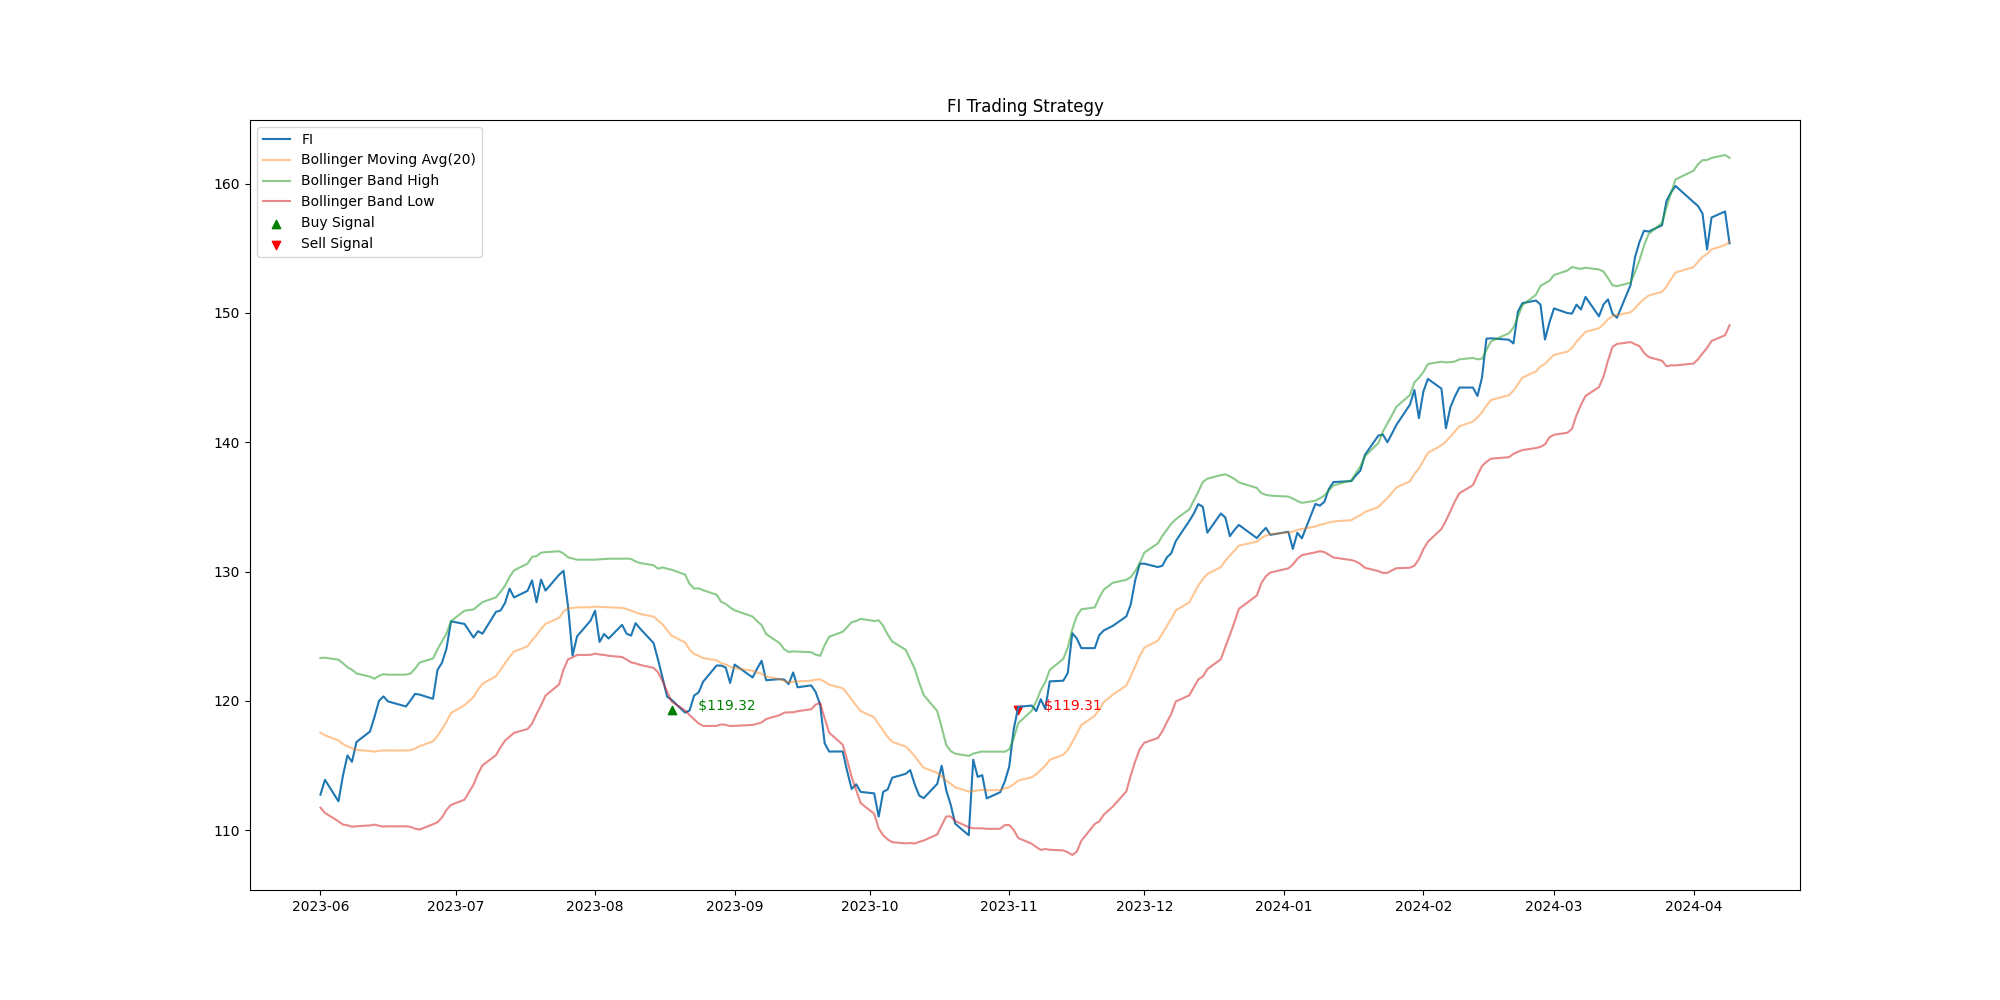 FI Trading Strategy
FI
Bollinger Moving Avg(20)
Bollinger Band High
Bollinger Band Low
Buy Signal
Sell Signal
160
150
140
130
120
110
$119.32
$119.31
2023-06
2023-07
2023-08
2023-09
2023-10
2023-11
2023-12
2024-01
2024-02
2024-03
2024-04